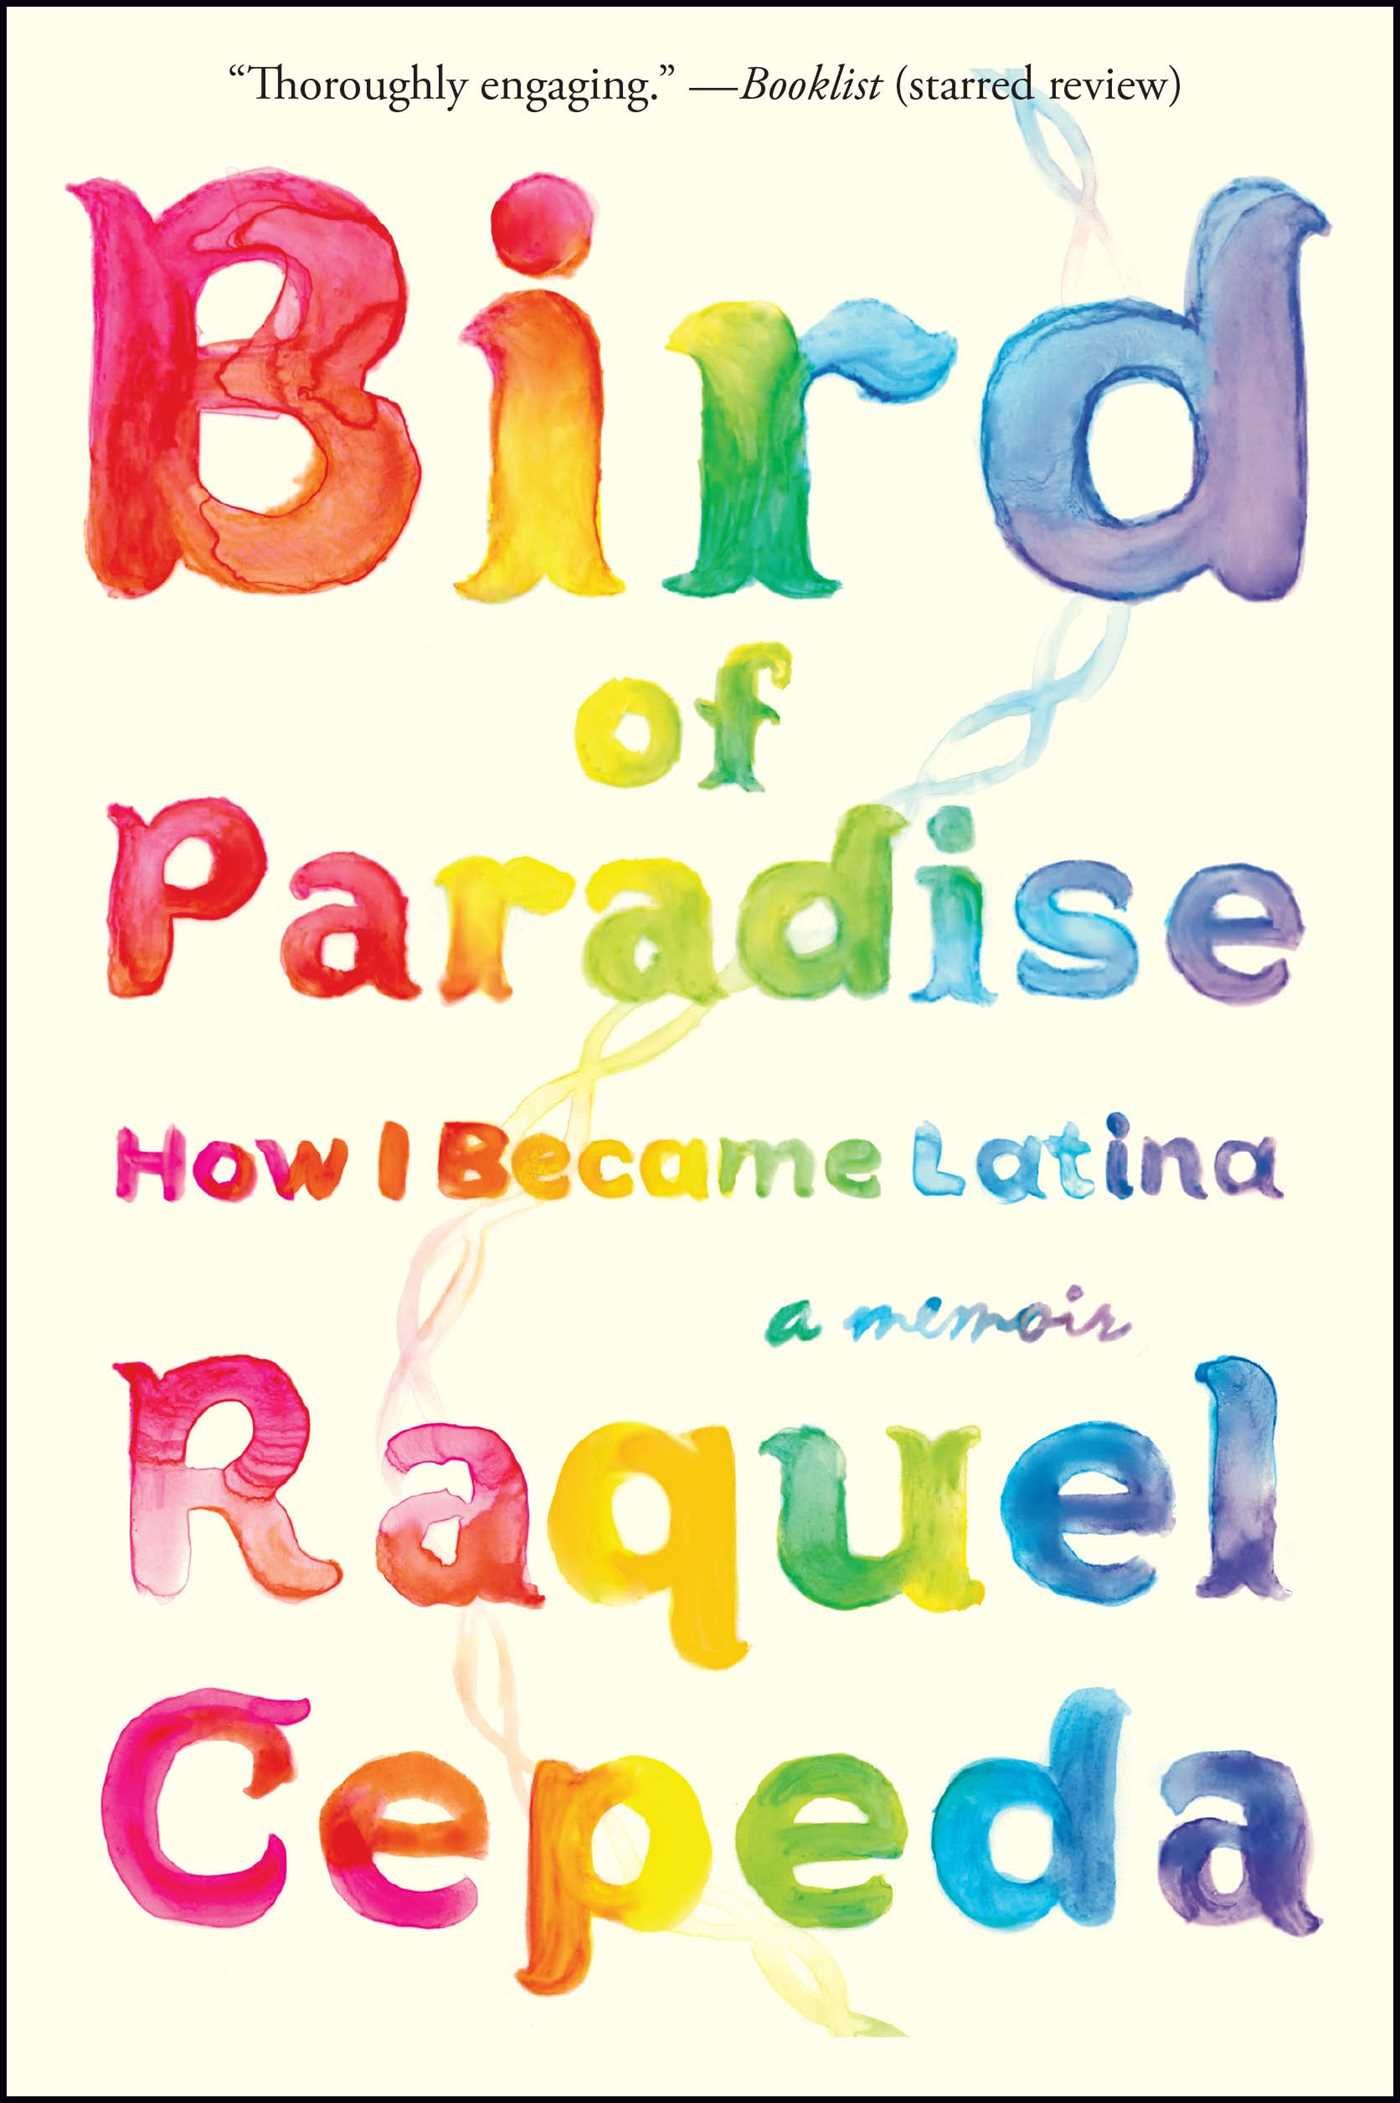 “Thoroughly engaging.” —Booklist (starred review)
Bird
of
Paradise
How I Became Latina
a memoir
Raquel
Cepeda